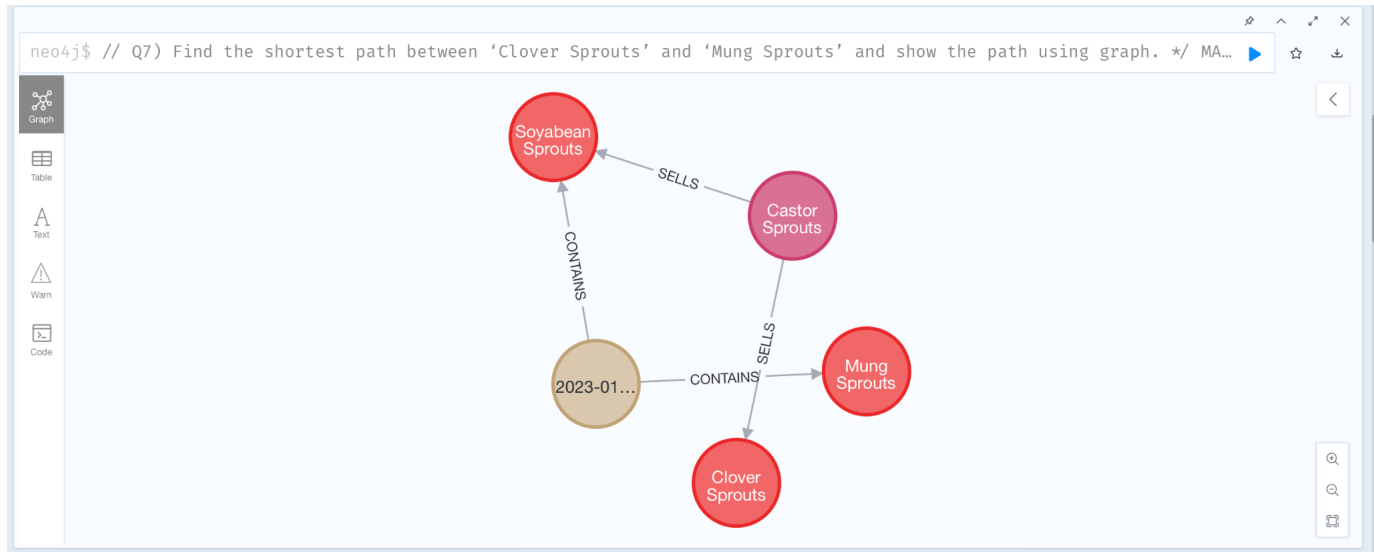 neo4j$ // Q7) Find the shortest path between ‘Clover Sprouts’ and ‘Mung Sprouts’ and show the path using graph. */ MA…
Graph
Table
Text
Warn
Code
Soyabean
Sprouts
SELLS
Castor
Sprouts
CONTAINS
SELLS
2023-01…
CONTAINS
Mung
Sprouts
Clover
Sprouts